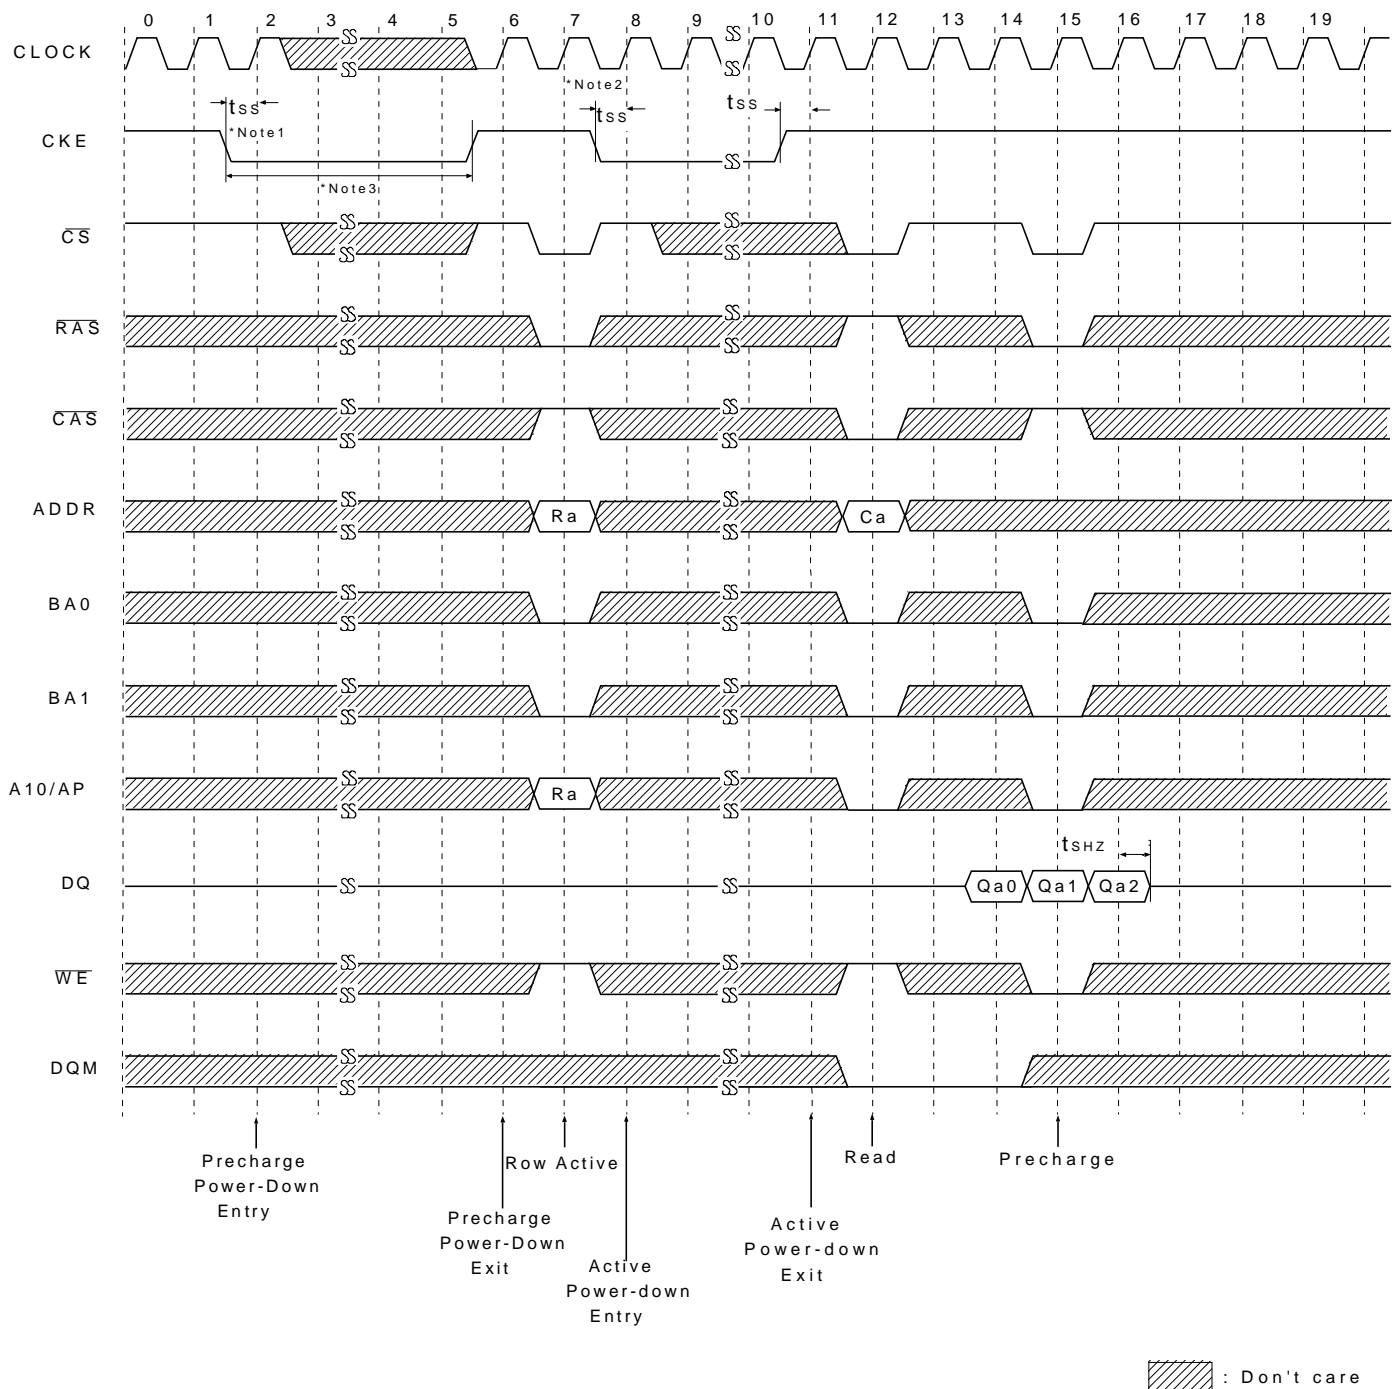 0 1 2 3 4 5 6 7 8 9 10 11 12 13 14 15 16 17 18 19
CLOCK
*Note2
tSS
tSS
tSS
*Note1
CKE
*Note3
CS
RAS
CAS
ADDR
Ra
Ca
BA0
BA1
A10/AP
Ra
tSHZ
DQ
Qa0
Qa1
Qa2
WE
DQM
Precharge
Power-Down
Entry
Precharge
Power-Down
Exit
Row Active
Active
Power-down
Entry
Active
Power-down
Exit
Read
Precharge
: Don't care